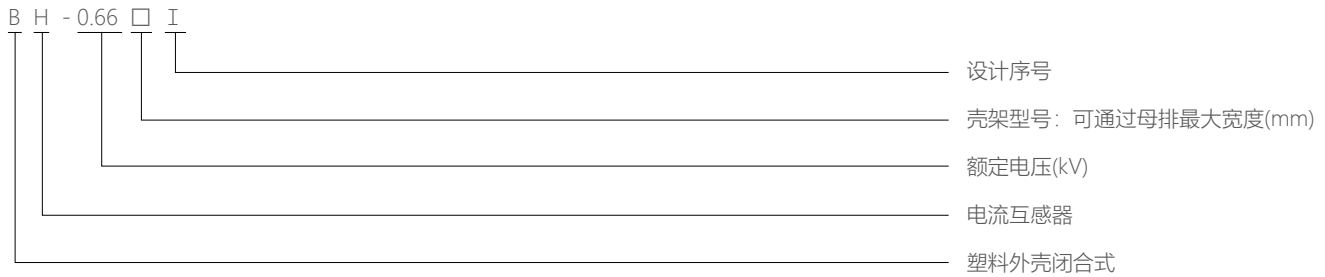 B H - 0.66 □ I
设计序号
壳架型号：可通过母排最大宽度(mm)
额定电压(kV)
电流互感器
塑料外壳闭合式